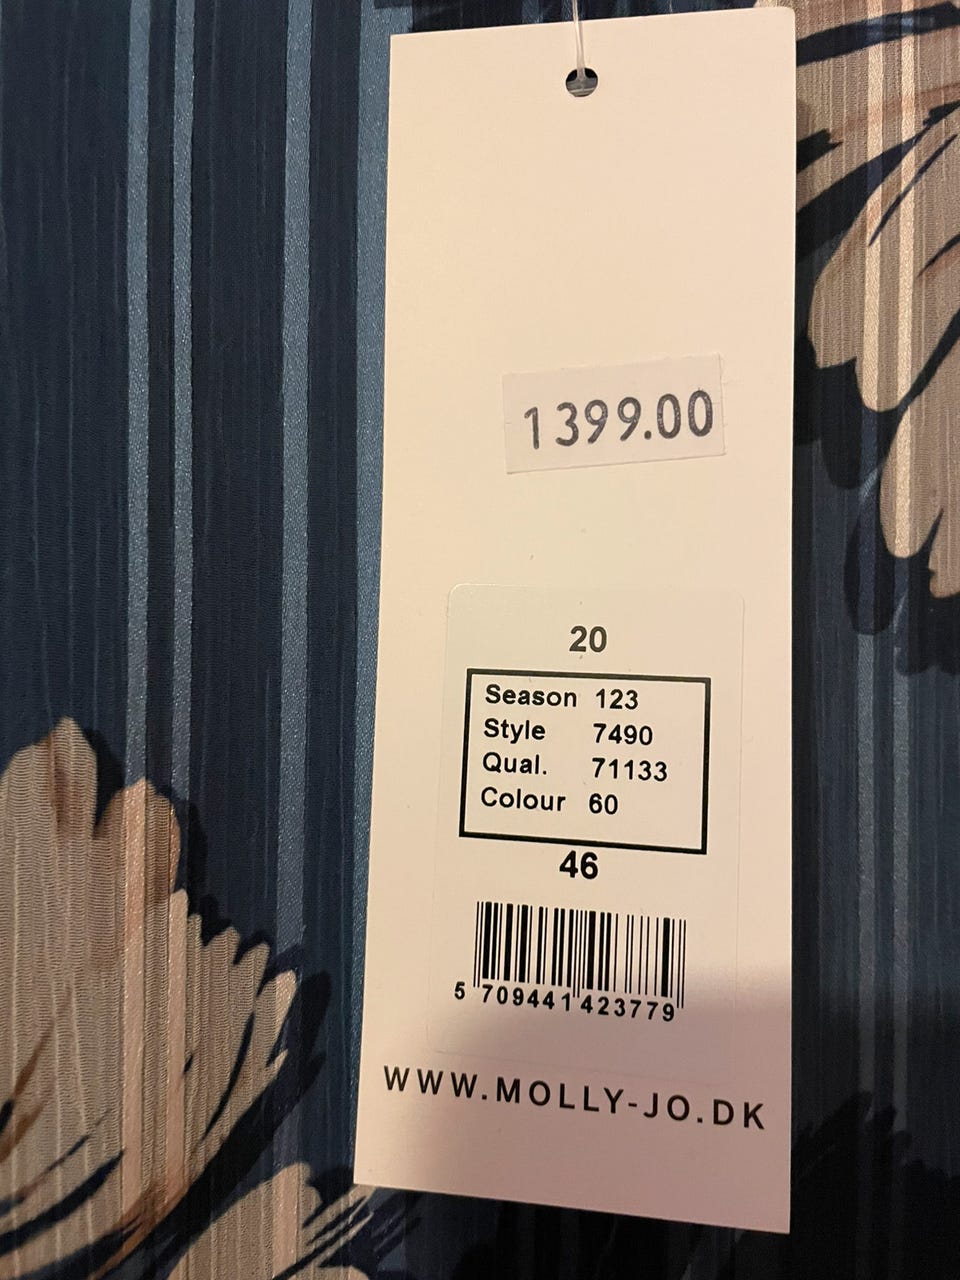 1399.00
20
Season 123
Style 7490
Qual. 71133
Colour 60
46
5 709441 423779
WWW.MOLLY-JO.DK